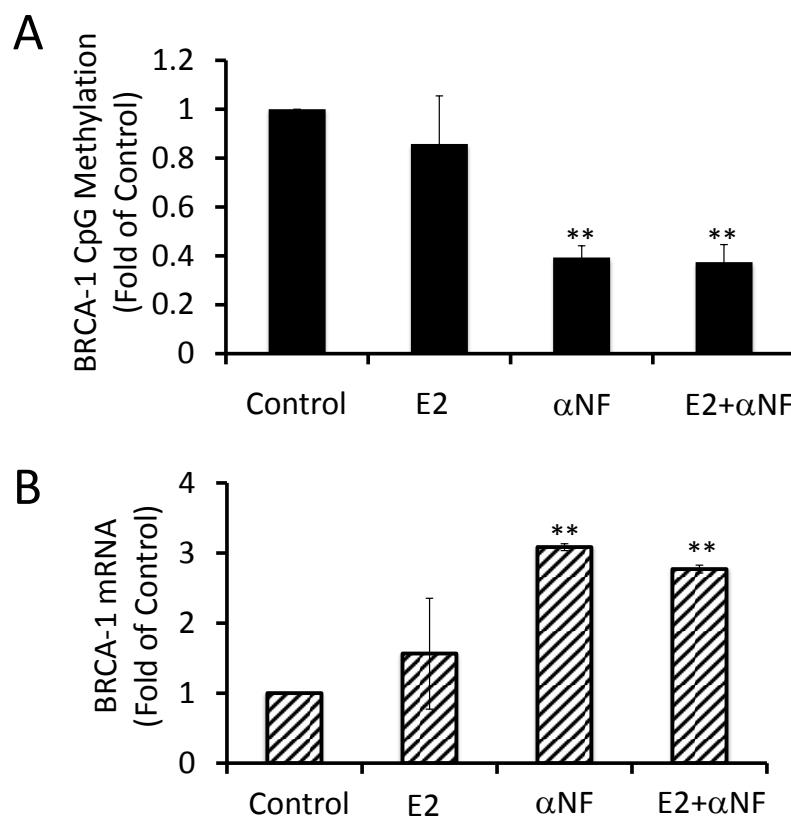 A
BRCA-1 CpG Methylation
(Fold of Control)
1.2
1
0.8
0.6
0.4
0.2
0
** **
Control E2 αNF E2+αNF
B
BRCA-1 mRNA
(Fold of Control)
4
3
2
1
0
** **
Control E2 αNF E2+αNF